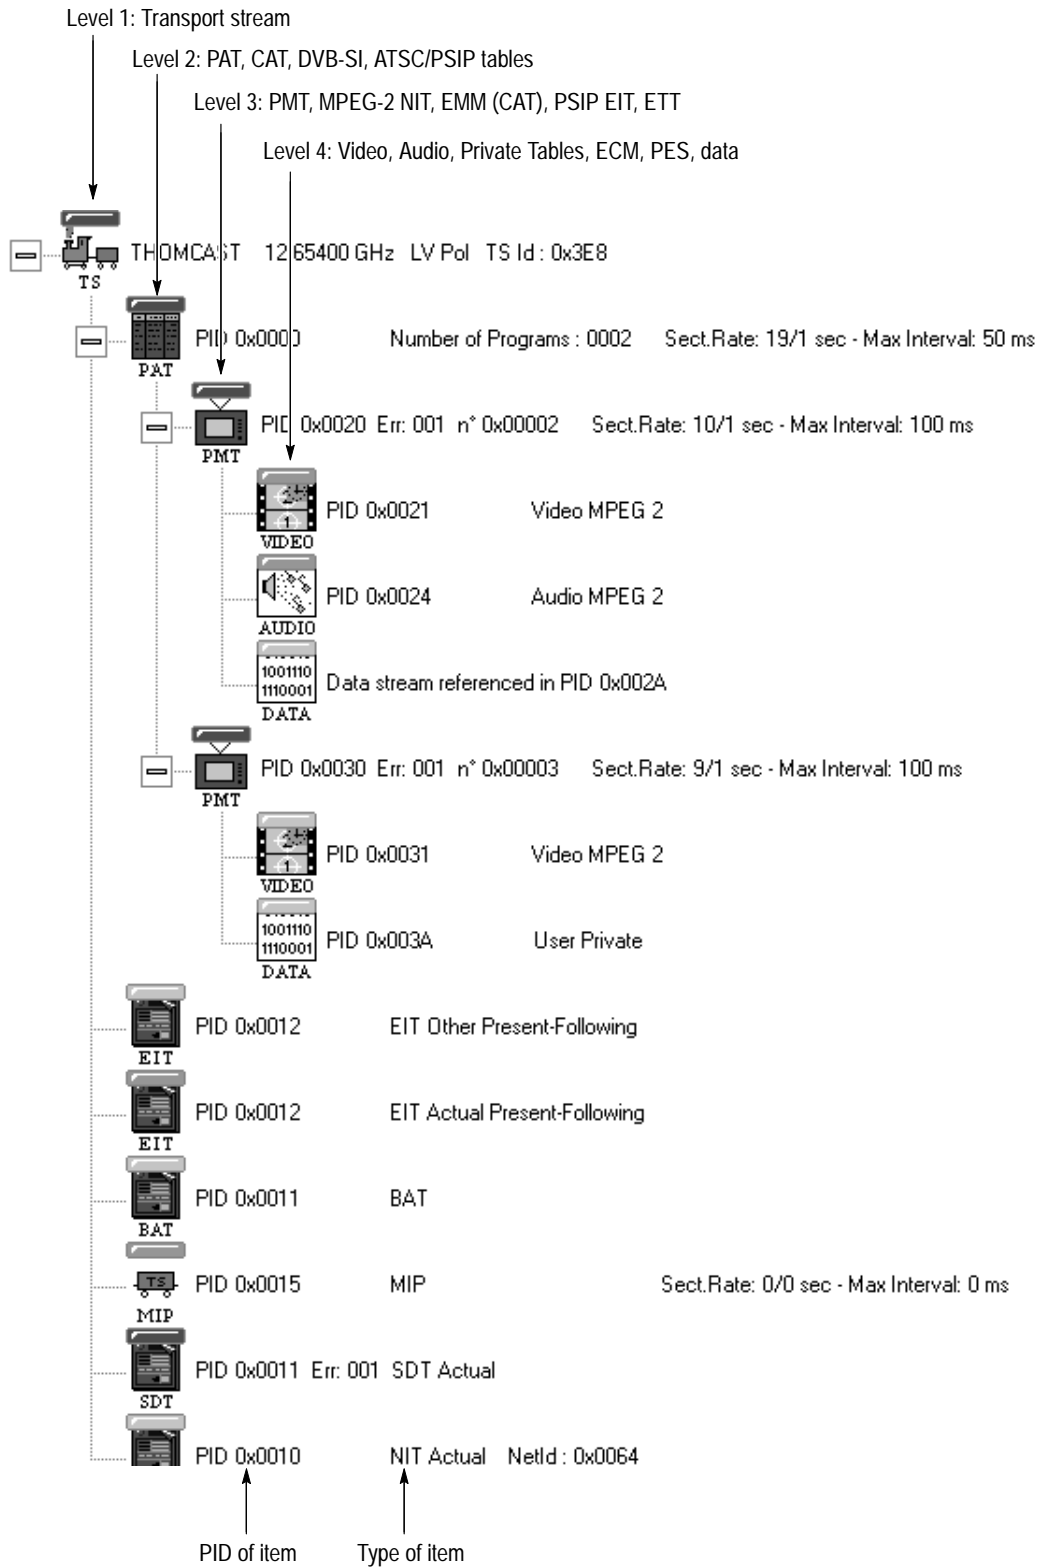 Level 1: Transport stream
Level 2: PAT, CAT, DVB-SI, ATSC/PSIP tables
Level 3: PMT, MPEG-2 NIT, EMM (CAT), PSIP EIT, ETT
Level 4: Video, Audio, Private Tables, ECM, PES, data
THOMCAST 12.65400 GHz LV Pol TS Id : 0x3E8
TS
PID 0x0000 Number of Programs : 0002 Sect.Rate: 19/1 sec - Max Interval: 50 ms
PAT
PID 0x0020 Err: 001 n° 0x00002 Sect.Rate: 10/1 sec - Max Interval: 100 ms
PMT
PID 0x0021 Video MPEG 2
1
VIDEO
PID 0x0024 Audio MPEG 2
AUDIO
1001110
1110001
Data stream referenced in PID 0x002A
DATA
PID 0x0030 Err: 001 n° 0x00003 Sect.Rate: 9/1 sec - Max Interval: 100 ms
PMT
PID 0x0031 Video MPEG 2
1
VIDEO
1001110
1110001
PID 0x003A User Private
DATA
PID 0x0012 EIT Other Present-Following
EIT
PID 0x0012 EIT Actual Present-Following
EIT
PID 0x0011 BAT
BAT
TS PID 0x0015 MIP Sect.Rate: 0/0 sec - Max Interval: 0 ms
MIP
PID 0x0011 Err: 001 SDT Actual
SDT
PID 0x0010 NIT Actual NetId : 0x0064
PID of item Type of item